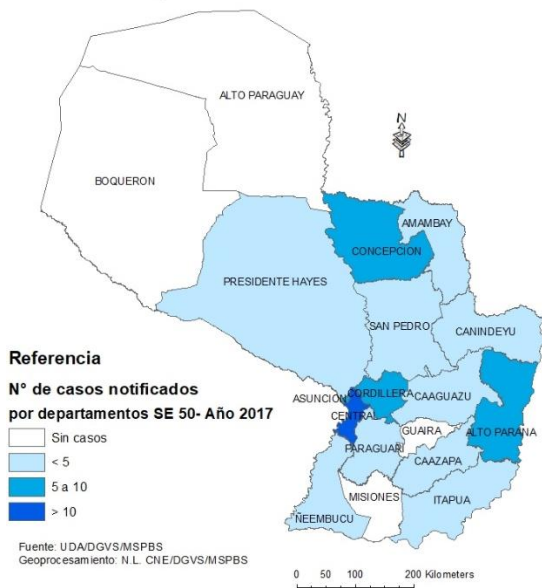 ALTO PARAGUAY
N
BOQUERON
AMAMBAY
CONCEPCION
PRESIDENTE HAYES
SAN PEDRO
CANINDEYU
Referencia
N° de casos notificados
por departamentos SE 50- Año 2017
Sin casos
< 5
5 a 10
> 10
ASUNCION
CORDILLERA
CENTRAL
CAAGUAZU
GUAIRA
ALTO PARANA
PARAGUARI
CAAZAPA
MISIONES
ITAPUA
ÑEEMBUCU
Fuente: UDA/DGVS/MSPBS
Geoprocesamiento: N.L. CNE/DGVS/MSPBS
0 50 100 200 Kilometers